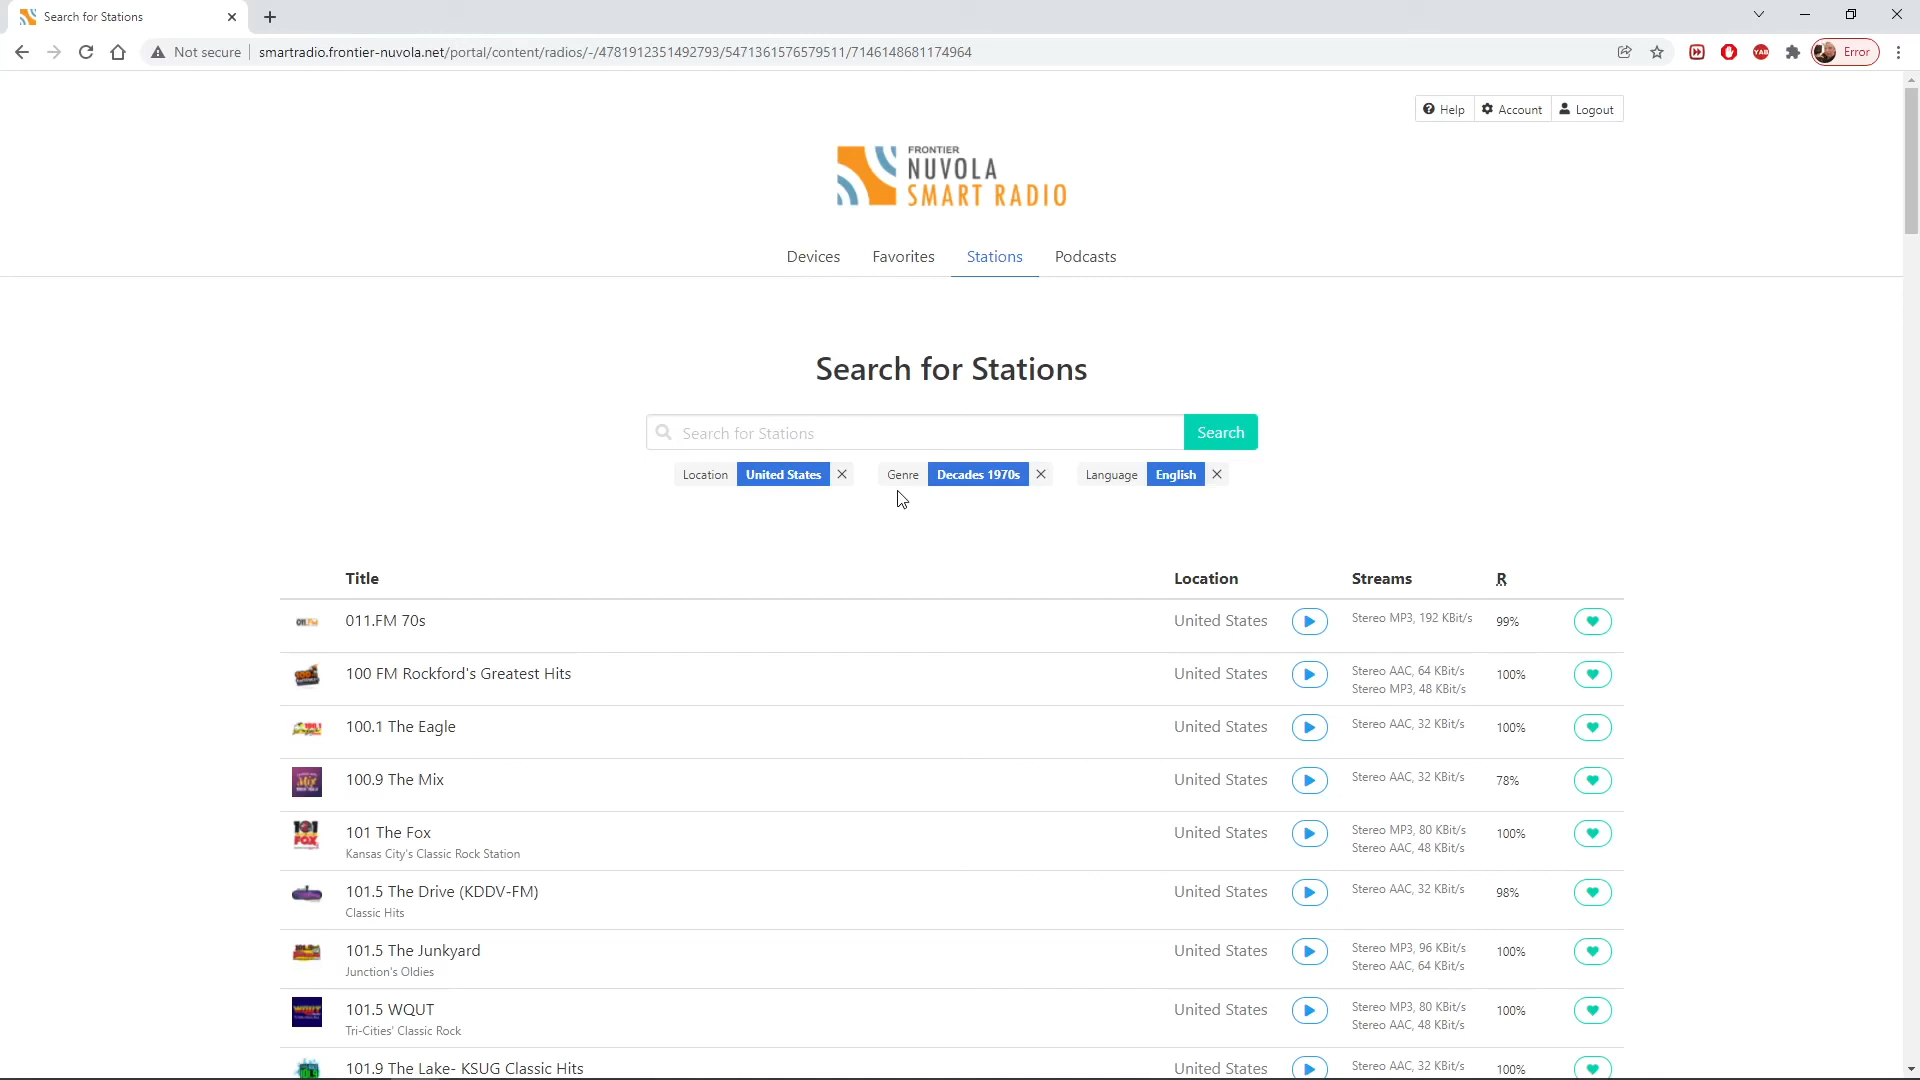 Search for Stations
Not secure
smartradio.frontier-nuvola.net/portal/content/radios/-/4781912351492793/5471361576579511/7146148681174964
YAB
Error
Help Account Logout
FRONTIER
NUVOLA
SMART RADIO
Devices Favorites Stations Podcasts
Search for Stations
Search for Stations Search
Location United States Genre Decades 1970s Language English
Title Location Streams R
011.FM 70s United States Stereo MP3, 192 KBit/s 99%
100 FM Rockford's Greatest Hits United States Stereo AAC, 64 KBit/s 100%
Stereo MP3, 48 KBit/s
100.1 The Eagle United States Stereo AAC, 32 KBit/s 100%
100.9 The Mix United States Stereo AAC, 32 KBit/s 78%
101 The Fox United States Stereo MP3, 80 KBit/s 100%
Kansas City's Classic Rock Station Stereo AAC, 48 KBit/s
101.5 The Drive (KDDV-FM) United States Stereo AAC, 32 KBit/s 98%
Classic Hits
101.5 The Junkyard United States Stereo MP3, 96 KBit/s 100%
Junction's Oldies Stereo AAC, 64 KBit/s
101.5 WQUT United States Stereo MP3, 80 KBit/s 100%
Tri-Cities' Classic Rock Stereo AAC, 48 KBit/s
101.9 The Lake- KSUG Classic Hits United States Stereo AAC, 32 KBit/s 100%